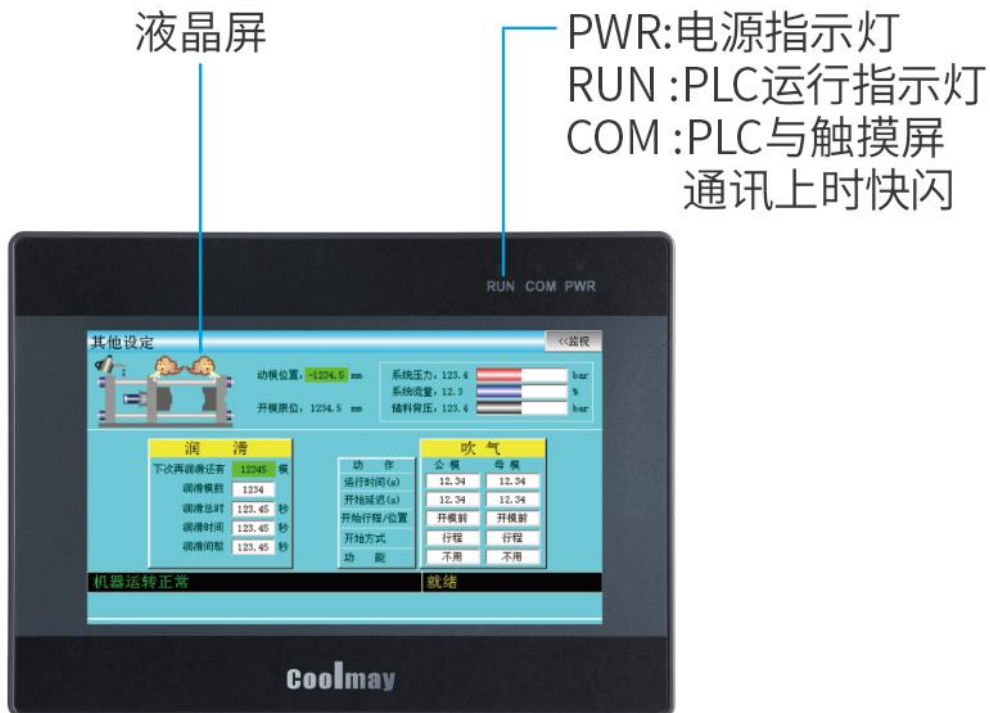 液晶屏
PWR:电源指示灯
RUN :PLC运行指示灯
COM :PLC与触摸屏
通讯上时快闪
RUN COM PWR
其他设定
<<监视
动模位置: -1234.5 mm
开模限位: 1234.5 mm
系统压力: 123.4 bar
系统流量: 12.3 %
储料背压: 123.4 bar
润 滑
下次再润滑还有 12345 模
润滑模数 1234
润滑总时 123.45 秒
润滑时间 123.45 秒
润滑间歇 123.45 秒
吹 气
动 作 公 模 母 模
运行时间(s) 12.34 12.34
开始延迟(s) 12.34 12.34
开始行程/位置 开模前 开模前
开始方式 行程 行程
功 能 不用 不用
机器运转正常
就绪
Coolmay